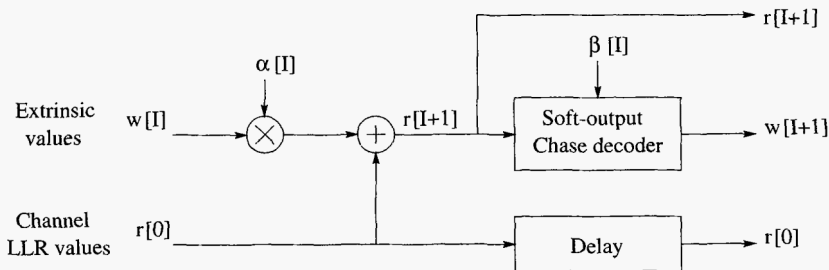 r[I+1]
α[I]
β[I]
Extrinsic
values
w[I]
×
+
r[I+1]
Soft-output
Chase decoder
w[I+1]
Channel
LLR values
r[0]
Delay
r[0]